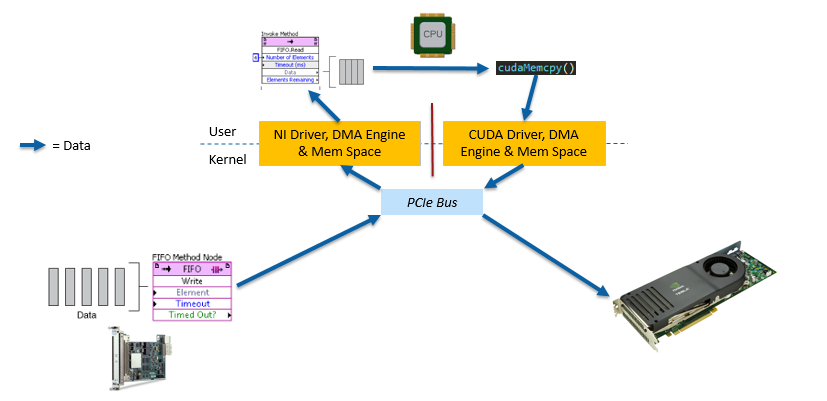 Invoke Method
FIFO.Read
Number of Elements
Timeout (ms)
Data
Elements Remaining
CPU
cudaMemcpy()
User
Kernel
NI Driver, DMA Engine
& Mem Space
CUDA Driver, DMA
Engine & Mem Space
= Data
PCIe Bus
FIFO Method Node
FIFO
Write
Element
Timeout
Timed Out?
Data
TESLA